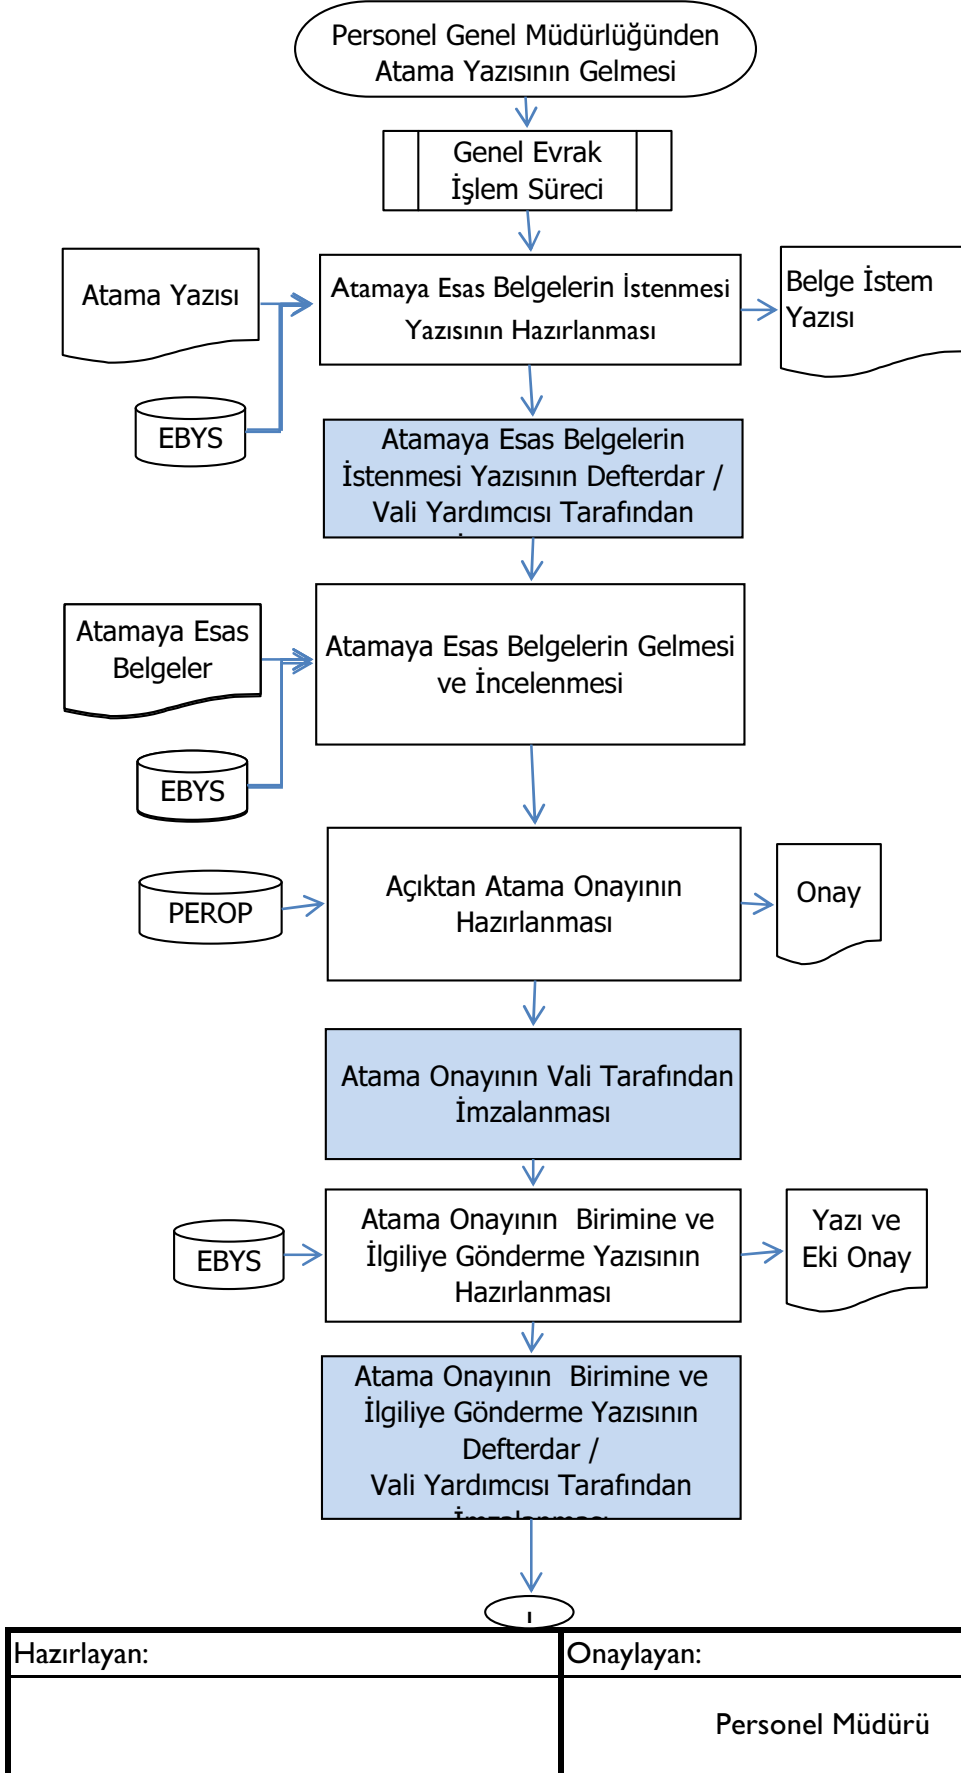 Personel Genel Müdürlüğünden
Atama Yazısının Gelmesi
Genel Evrak
İşlem Süreci
Atama Yazısı
Atamaya Esas Belgelerin İstenmesi
Yazısının Hazırlanması
Belge İstem
Yazısı
EBYS
Atamaya Esas Belgelerin
İstenmesi Yazısının Defterdar /
Vali Yardımcısı Tarafından
Atamaya Esas
Belgeler
Atamaya Esas Belgelerin Gelmesi
ve İncelenmesi
EBYS
PEROP
Açıktan Atama Onayının
Hazırlanması
Onay
Atama Onayının Vali Tarafından
İmzalanması
EBYS
Atama Onayının  Birimine ve
İlgiliye Gönderme Yazısının
Hazırlanması
Yazı ve
Eki Onay
Atama Onayının  Birimine ve
İlgiliye Gönderme Yazısının
Defterdar /
Vali Yardımcısı Tarafından
İmzalanması
Hazırlayan:
Onaylayan:
Personel Müdürü